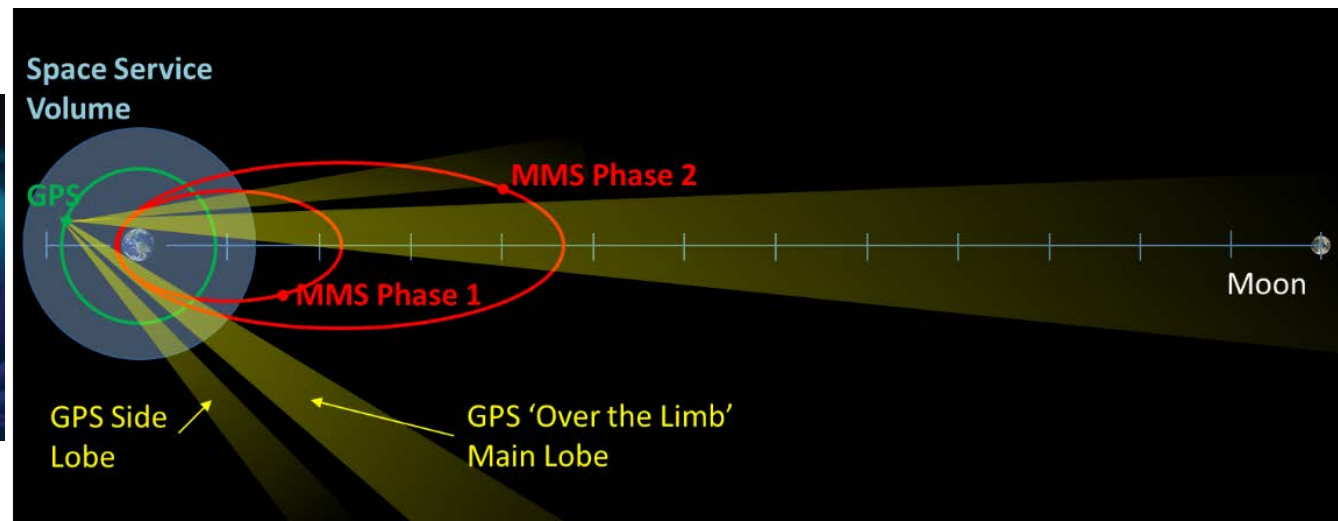 Space Service
Volume
GPS
MMS Phase 2
MMS Phase 1
Moon
GPS Side
Lobe
GPS ‘Over the Limb’
Main Lobe